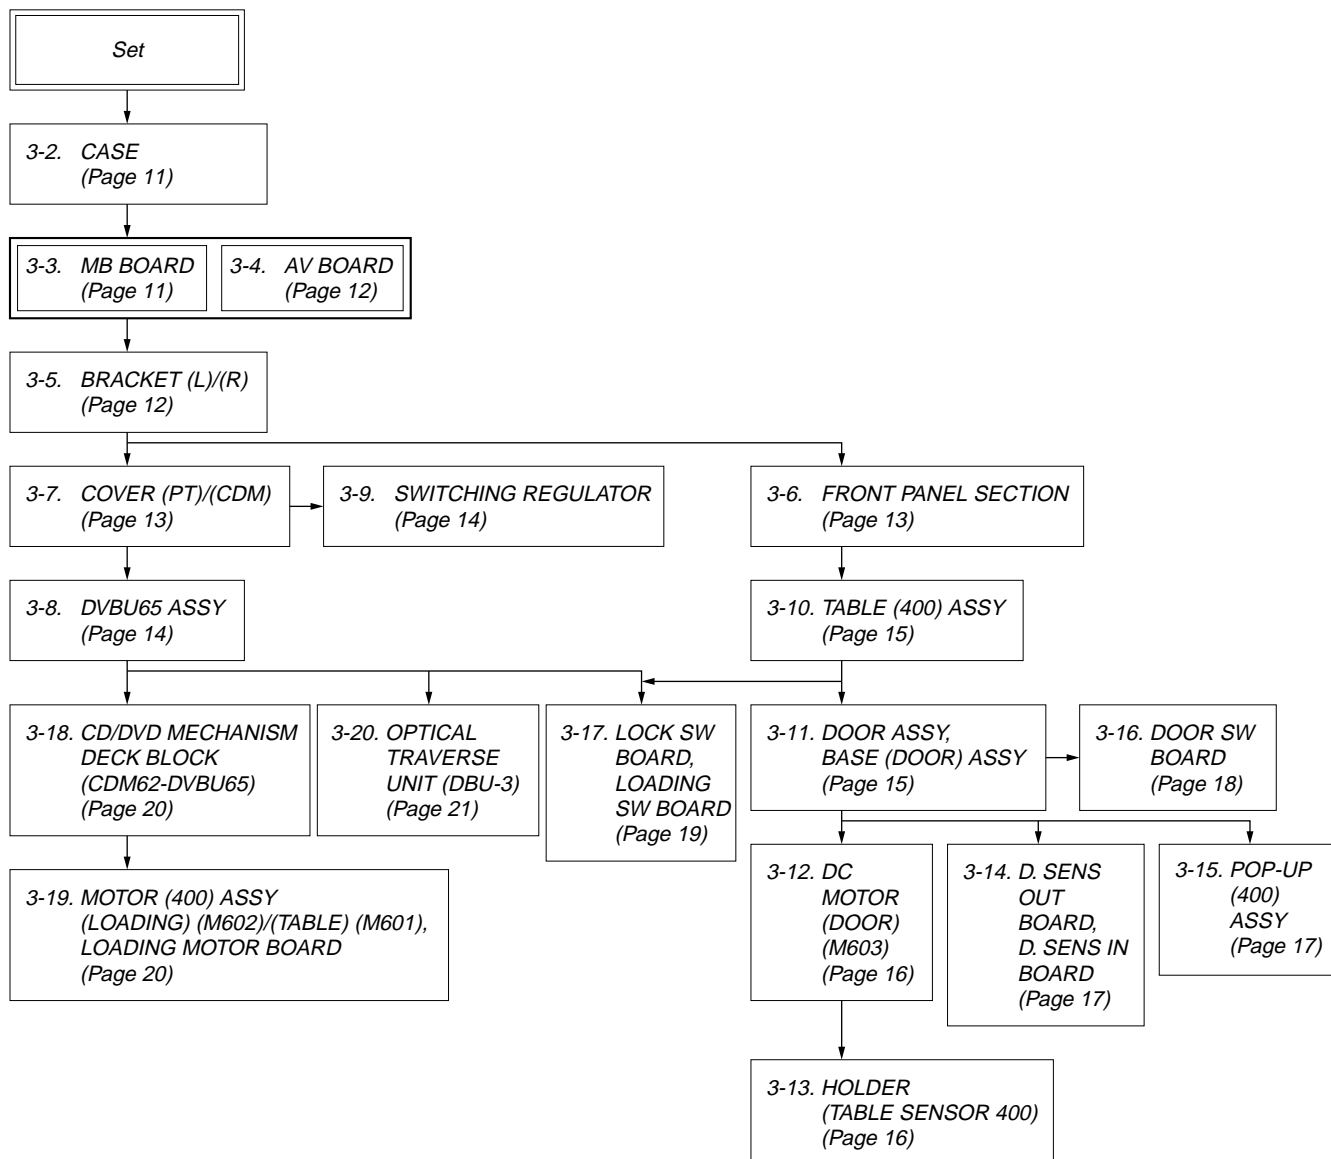 Set
3-2. CASE
(Page 11)
3-3. MB BOARD
(Page 11)
3-4. AV BOARD
(Page 12)
3-5. BRACKET (L)/(R)
(Page 12)
3-7. COVER (PT)/(CDM)
(Page 13)
3-9. SWITCHING REGULATOR
(Page 14)
3-6. FRONT PANEL SECTION
(Page 13)
3-8. DVBU65 ASSY
(Page 14)
3-10. TABLE (400) ASSY
(Page 15)
3-18. CD/DVD MECHANISM
DECK BLOCK
(CDM62-DVBU65)
(Page 20)
3-20. OPTICAL
TRAVERSE
UNIT (DBU-3)
(Page 21)
3-17. LOCK SW
BOARD,
LOADING
SW BOARD
(Page 19)
3-11. DOOR ASSY,
BASE (DOOR) ASSY
(Page 15)
3-16. DOOR SW
BOARD
(Page 18)
3-19. MOTOR (400) ASSY
(LOADING) (M602)/(TABLE) (M601),
LOADING MOTOR BOARD
(Page 20)
3-12. DC
MOTOR
(DOOR)
(M603)
(Page 16)
3-14. D. SENS
OUT
BOARD,
D. SENS IN
BOARD
(Page 17)
3-15. POP-UP
(400)
ASSY
(Page 17)
3-13. HOLDER
(TABLE SENSOR 400)
(Page 16)